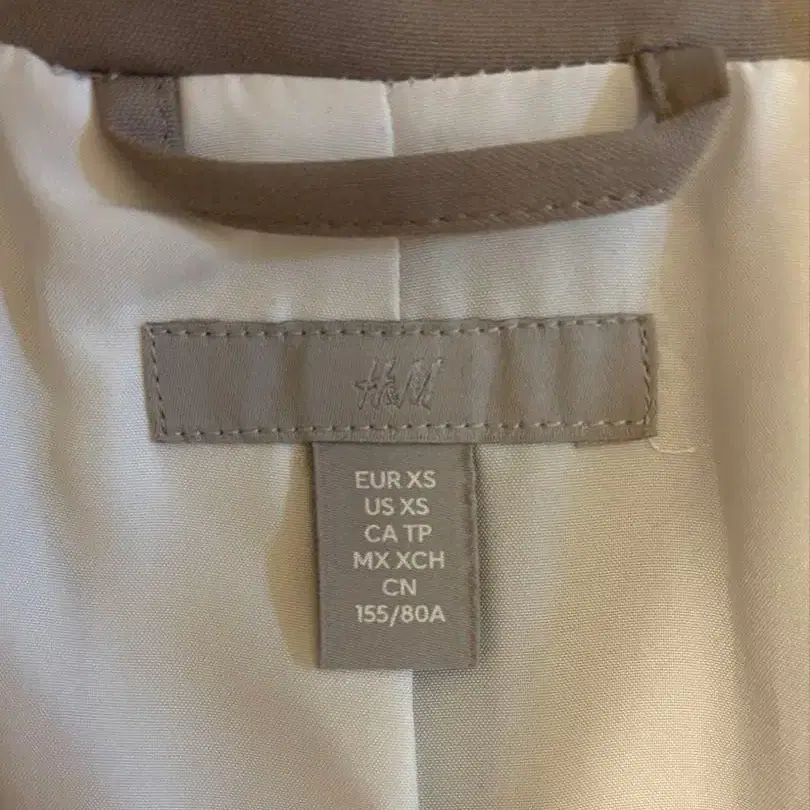 H&M
EUR XS
US XS
CA TP
MX XCH
CN
155/80A